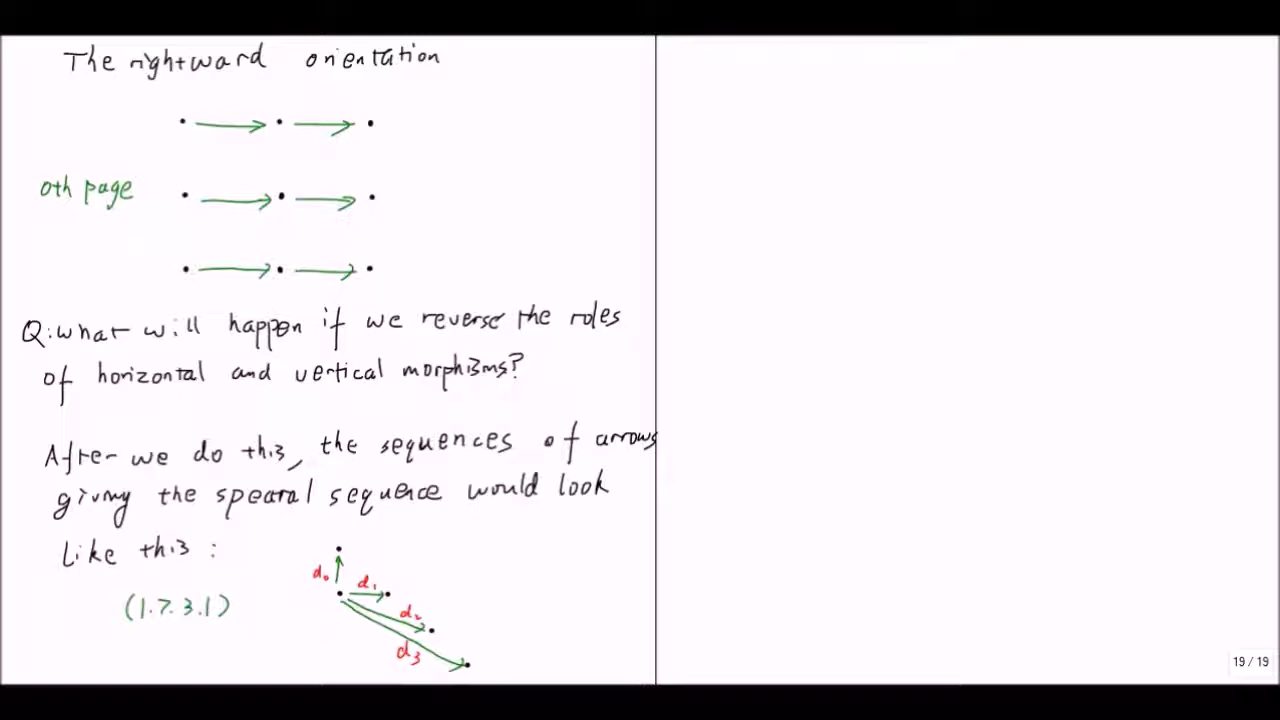 The rightward orientation
0th page
Q: what will happen if we reverse the roles
of horizontal and vertical morphisms?
After we do this, the sequences of arrows
giving the spectral sequence would look
like this:
(1.7.3.1)
d₀
d₁
d₂
d₃
19 / 19